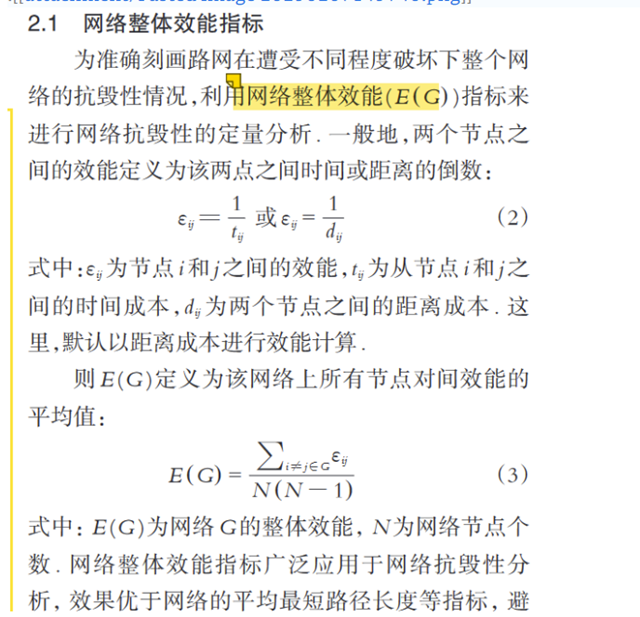 2.1 网络整体效能指标
为准确刻画路网在遭受不同程度破坏下整个网
络的抗毁性情况,利用网络整体效能(E(G))指标来
进行网络抗毁性的定量分析.一般地,两个节点之
间的效能定义为该两点之间时间或距离的倒数:
ε_{ij} = 1/t_{ij} 或 ε_{ij} = 1/d_{ij} (2)
式中:ε_{ij}为节点i和j之间的效能,t_{ij}为从节点i和j之
间的时间成本,d_{ij}为两个节点之间的距离成本.这
里,默认以距离成本进行效能计算.
则E(G)定义为该网络上所有节点对间效能的
平均值:
E(G) = ∑_{i≠j∈G}ε_{ij} / N(N-1) (3)
式中:E(G)为网络G的整体效能,N为网络节点个
数.网络整体效能指标广泛应用于网络抗毁性分
析,效果优于网络的平均最短路径长度等指标,避